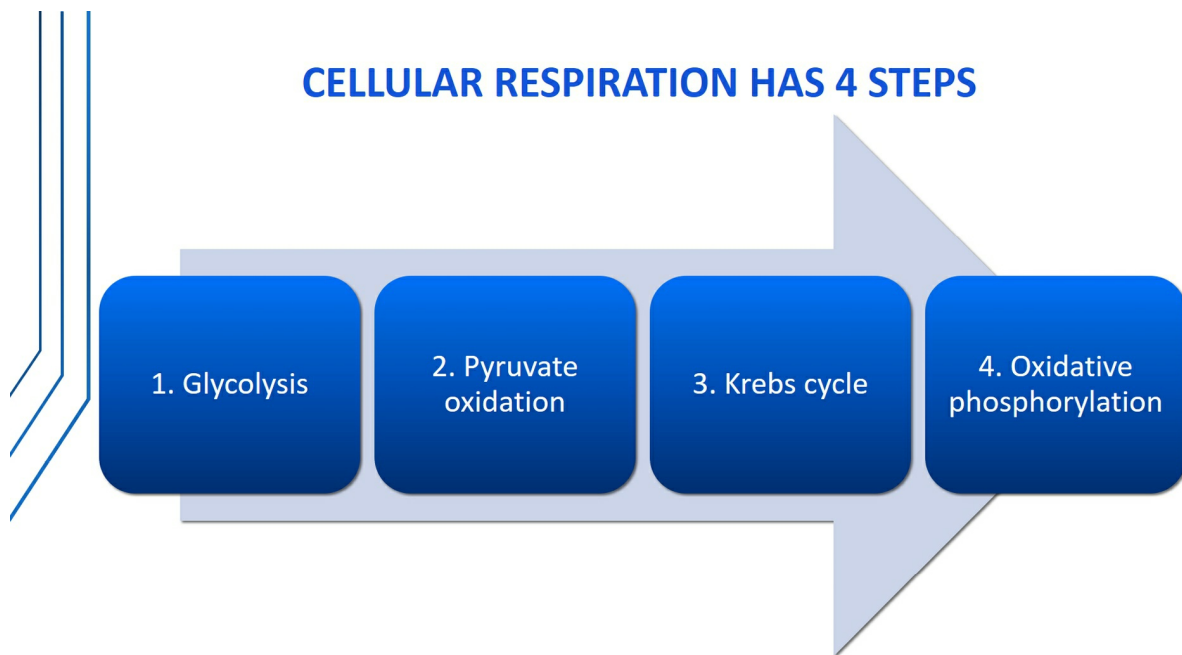 CELLULAR RESPIRATION HAS 4 STEPS
1. Glycolysis
2. Pyruvate
oxidation
3. Krebs cycle
4. Oxidative
phosphorylation